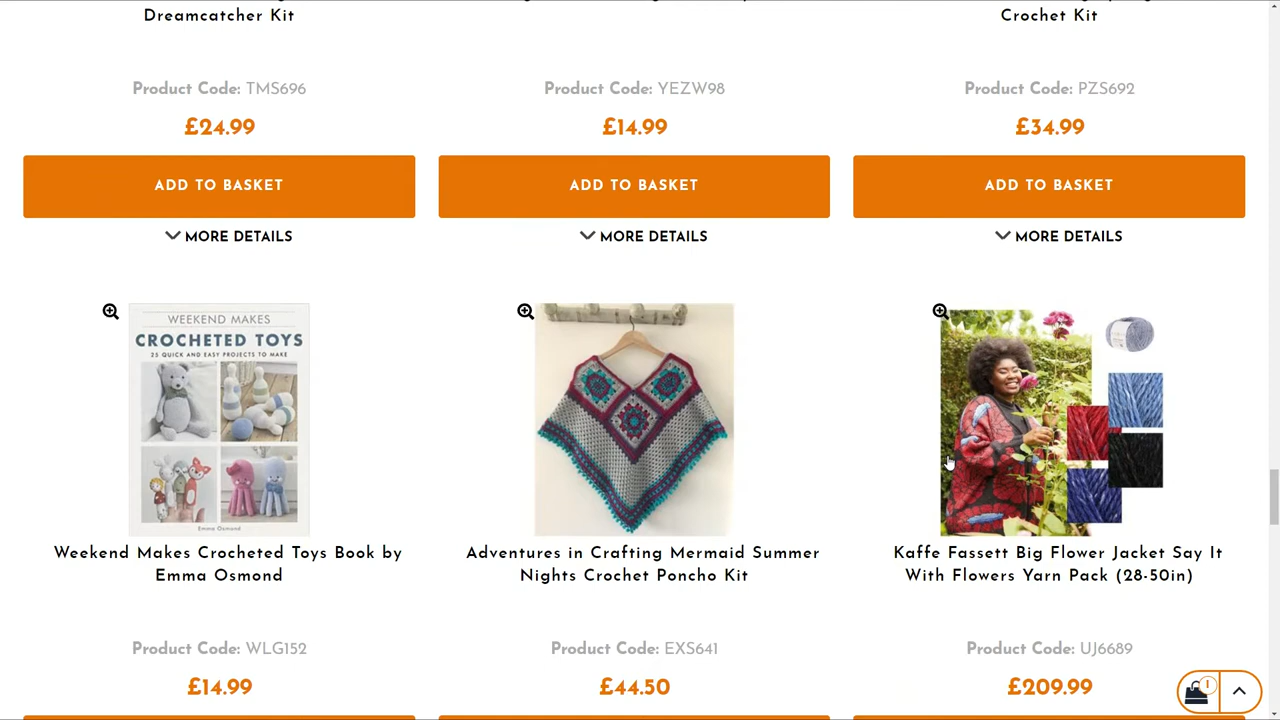 Dreamcatcher Kit
Crochet Kit
Product Code: TMS696
Product Code: YEZW98
Product Code: PZS692
£24.99
£14.99
£34.99
ADD TO BASKET
ADD TO BASKET
ADD TO BASKET
MORE DETAILS
MORE DETAILS
MORE DETAILS
WEEKEND MAKES
CROCHETED TOYS
25 QUICK AND EASY PROJECTS TO MAKE
Emma Osmond
Weekend Makes Crocheted Toys Book by
Emma Osmond
Adventures in Crafting Mermaid Summer
Nights Crochet Poncho Kit
Kaffe Fassett Big Flower Jacket Say It
With Flowers Yarn Pack (28-50in)
Product Code: WLG152
Product Code: EXS641
Product Code: UJ6689
£14.99
£44.50
£209.99
1